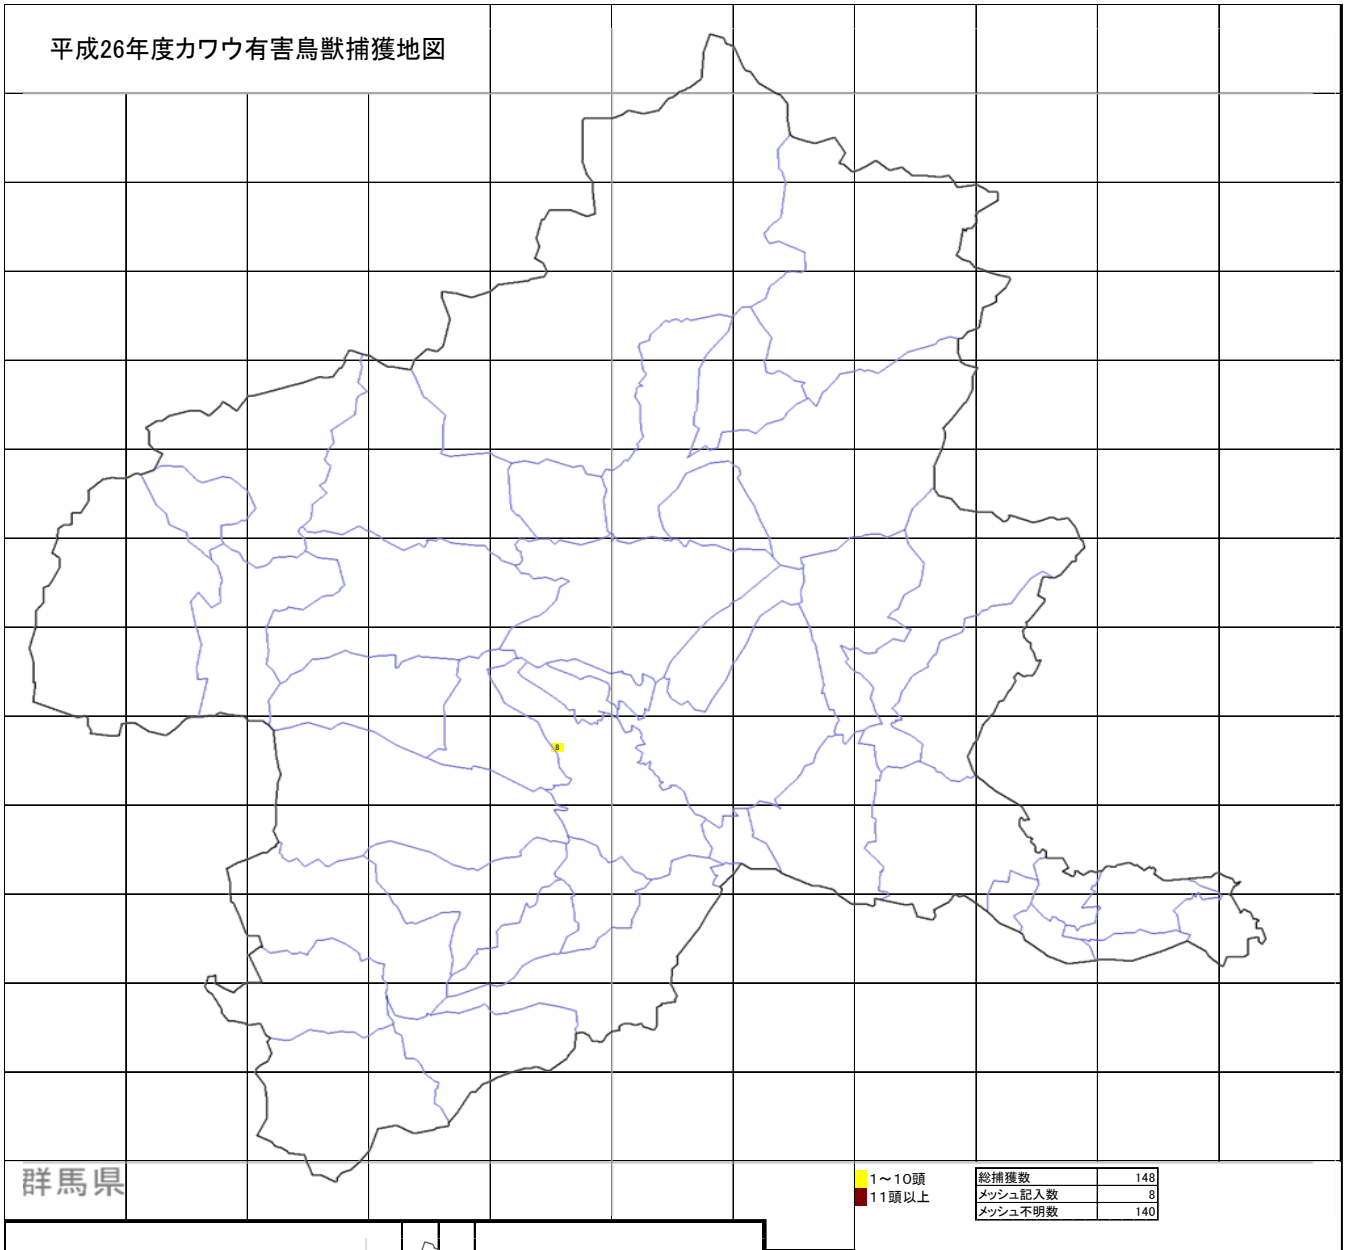 平成26年度カワウ有害鳥獣捕獲地図
8
群馬県
1～10頭
11頭以上
総捕獲数 148
メッシュ記入数 8
メッシュ不明数 140